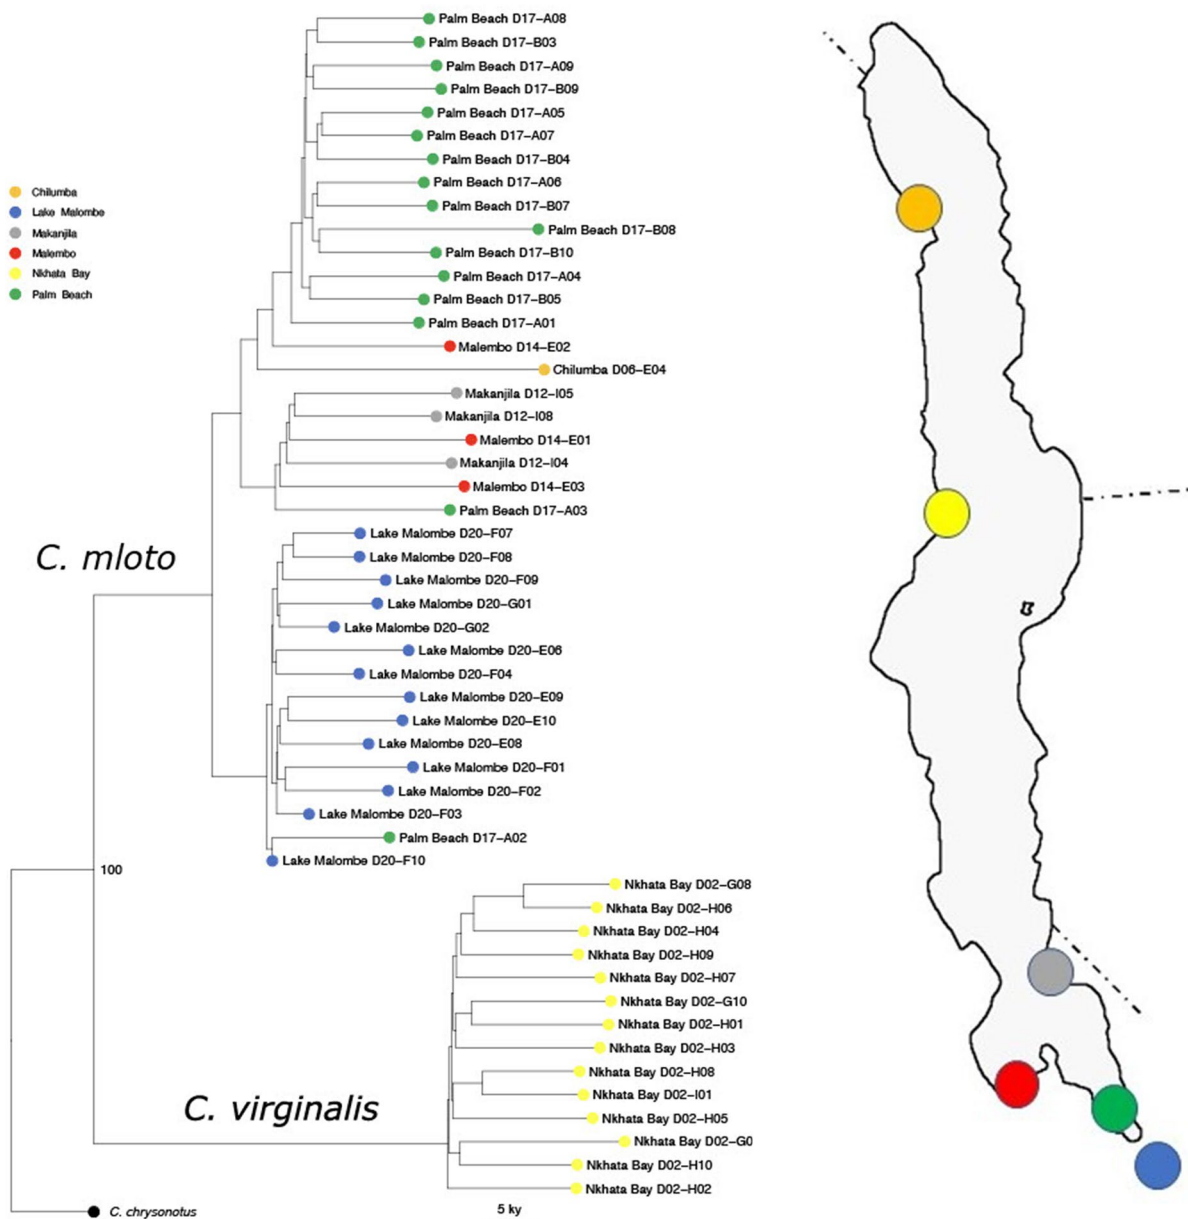 Palm Beach D17-A08
Palm Beach D17-B03
Palm Beach D17-A09
Palm Beach D17-B09
Palm Beach D17-A05
Palm Beach D17-A07
Palm Beach D17-B04
Palm Beach D17-A06
Palm Beach D17-B07
Palm Beach D17-B08
Palm Beach D17-B10
Palm Beach D17-A04
Palm Beach D17-B05
Palm Beach D17-A01
Malembo D14-E02
Chilumba D06-E04
Makanjila D12-I05
Makanjila D12-I08
Malembo D14-E01
Makanjila D12-I04
Malembo D14-E03
Palm Beach D17-A03
Lake Malombe D20-F07
Lake Malombe D20-F08
Lake Malombe D20-F09
Lake Malombe D20-G01
Lake Malombe D20-G02
Lake Malombe D20-E06
Lake Malombe D20-F04
Lake Malombe D20-E09
Lake Malombe D20-E10
Lake Malombe D20-E08
Lake Malombe D20-F01
Lake Malombe D20-F02
Lake Malombe D20-F03
Palm Beach D17-A02
Lake Malombe D20-F10
Nkhata Bay D02-G08
Nkhata Bay D02-H06
Nkhata Bay D02-H04
Nkhata Bay D02-H09
Nkhata Bay D02-H07
Nkhata Bay D02-G10
Nkhata Bay D02-H01
Nkhata Bay D02-H03
Nkhata Bay D02-H08
Nkhata Bay D02-I01
Nkhata Bay D02-H05
Nkhata Bay D02-G0
Nkhata Bay D02-H10
Nkhata Bay D02-H02
Chilumba
Lake Malombe
Makanjila
Malembo
Nkhata Bay
Palm Beach
C. mloto
100
C. virginalis
C. chrysonotus
5 ky